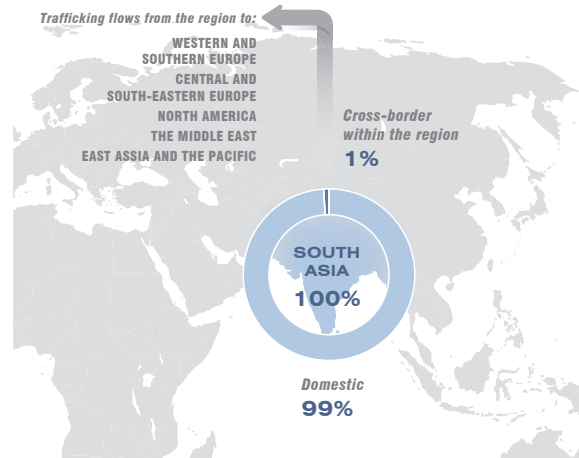 Trafficking flows from the region to:
WESTERN AND
SOUTHERN EUROPE
CENTRAL AND
SOUTH-EASTERN EUROPE
NORTH AMERICA
THE MIDDLE EAST
EAST ASSIA AND THE PACIFIC
Cross-border
within the region
1%
SOUTH
ASIA
100%
Domestic
99%